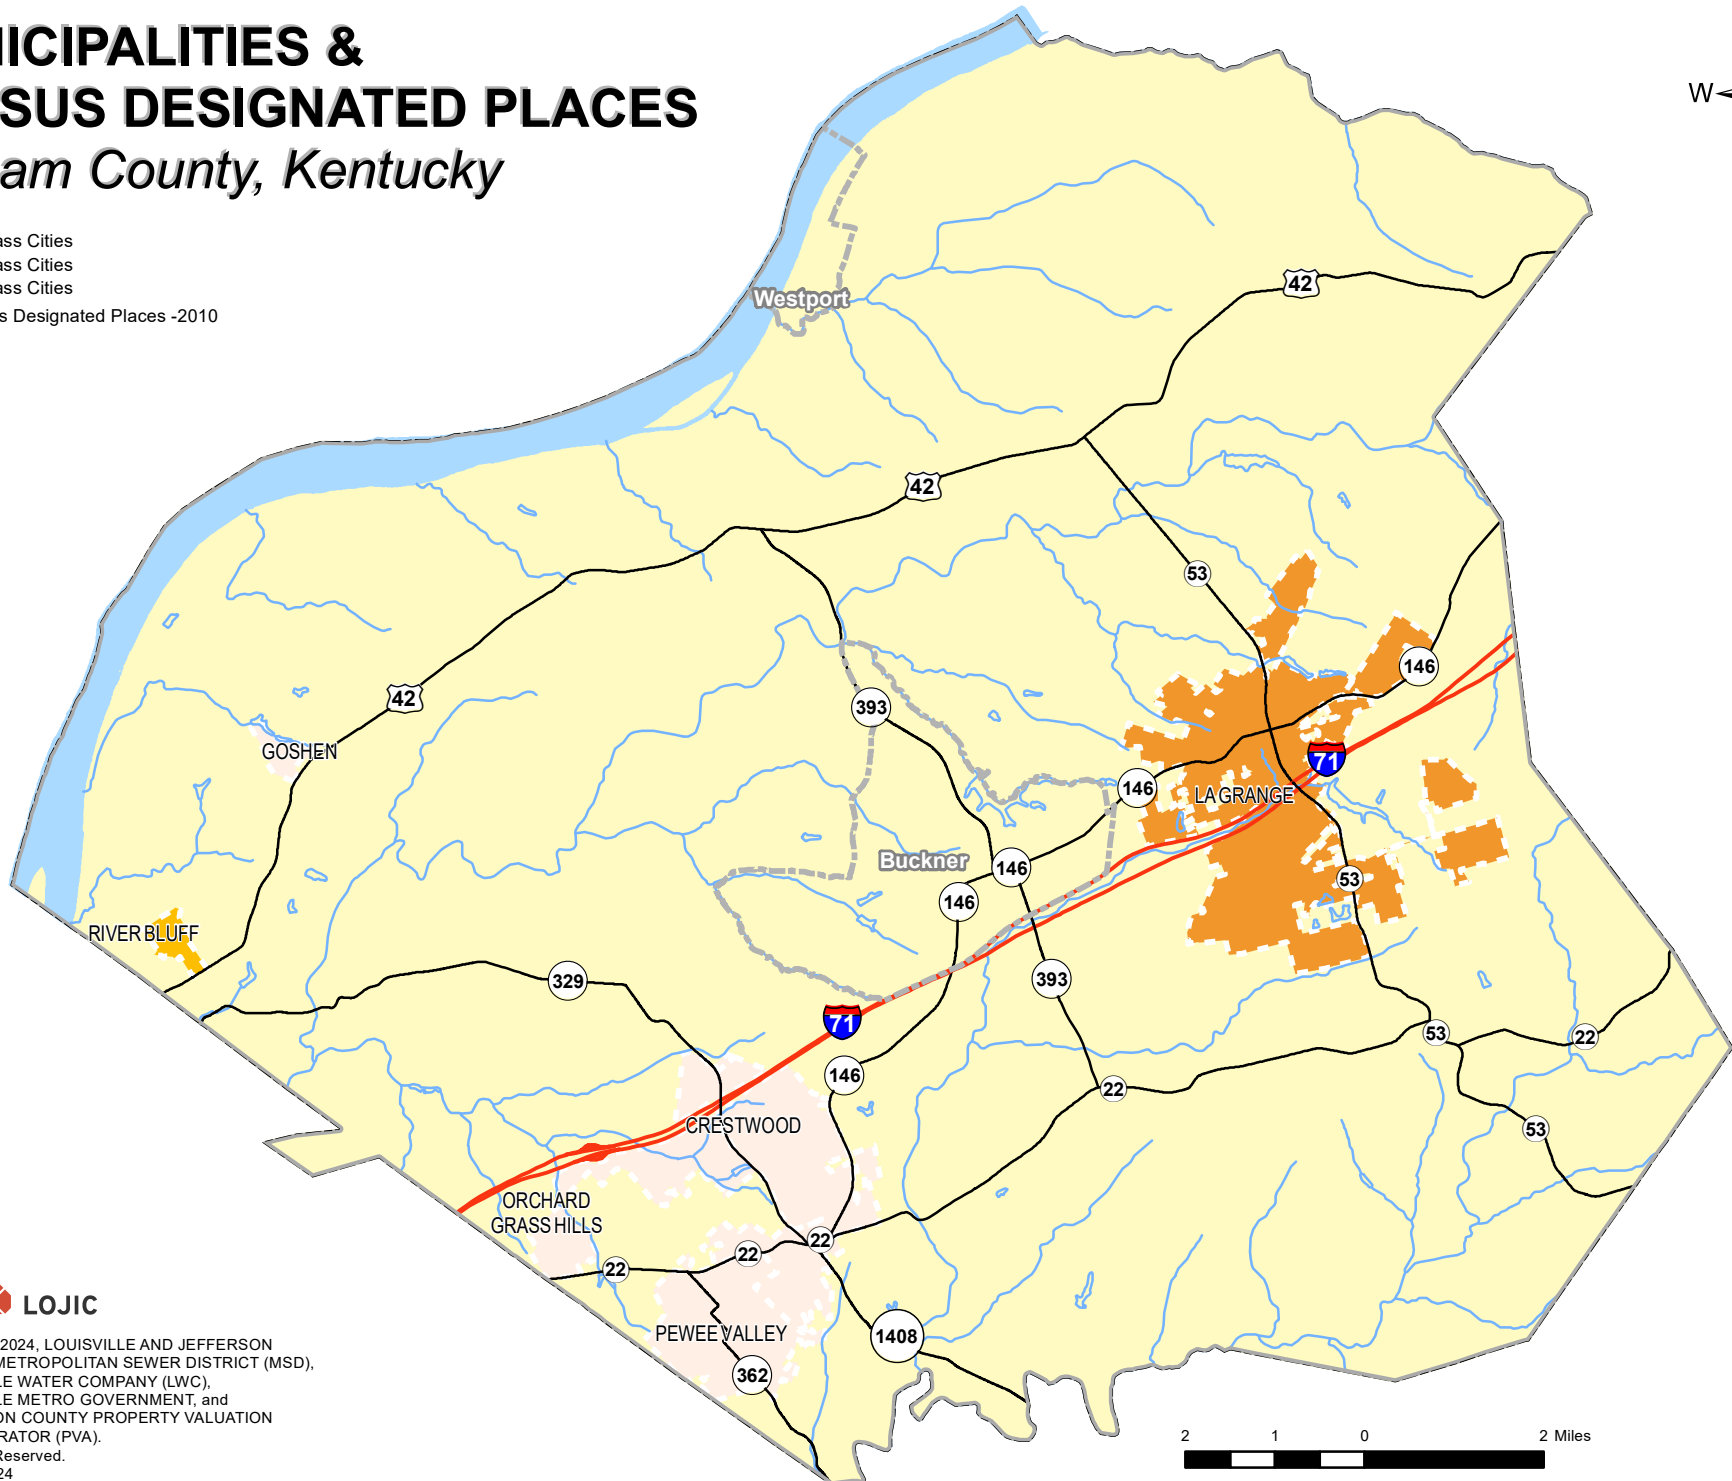 NICIPALITIES &
SUS DESIGNATED PLACES
am County, Kentucky
W
ass Cities
ass Cities
ass Cities
s Designated Places -2010
42
Westport
42
53
146
42
393
GOSHEN
71
146
LA GRANGE
Buckner
146
53
146
RIVER BLUFF
329
393
71
53
22
146
22
CRESTWOOD
53
ORCHARD
GRASS HILLS
22
22
22
PEWEE VALLEY
1408
362
LOJIC
2024, LOUISVILLE AND JEFFERSON
METROPOLITAN SEWER DISTRICT (MSD),
LE WATER COMPANY (LWC),
LE METRO GOVERNMENT, and
ON COUNTY PROPERTY VALUATION
RATOR (PVA).
Reserved.
24
2 1 0 2 Miles